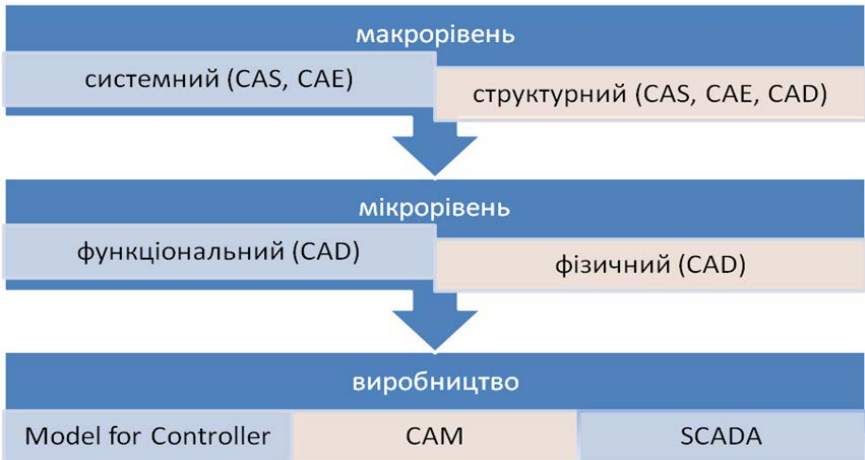 макрорівень
системний (CAS, CAE)
структурний (CAS, CAE, CAD)
мікрорівень
функціональний (CAD)
фізичний (CAD)
виробництво
Model for Controller
CAM
SCADA